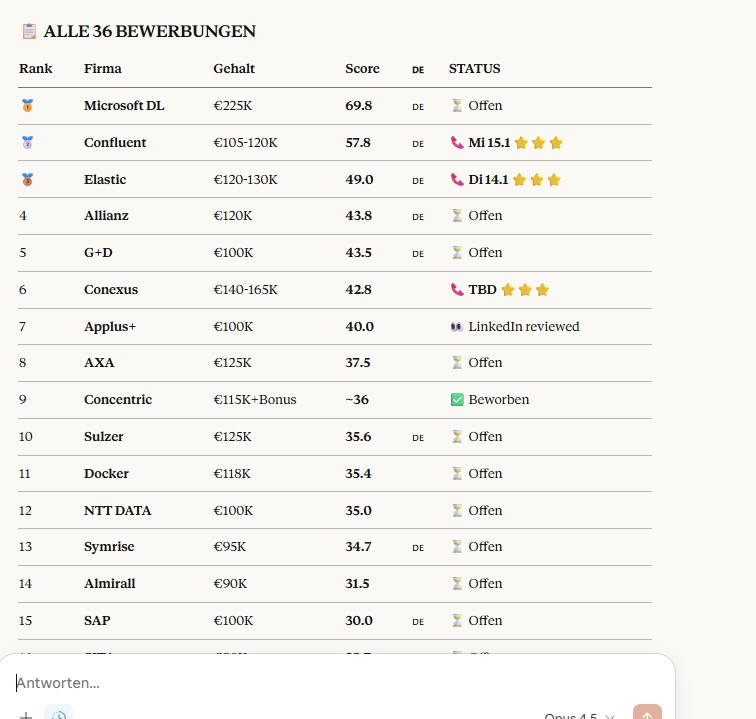 📋 ALLE 36 BEWERBUNGEN
Rank Firma Gehalt Score DE STATUS
🥇 Microsoft DL €225K 69.8 DE ⏳ Offen
🥈 Confluent €105-120K 57.8 DE 📞 Mi 15.1 ⭐⭐⭐
🥉 Elastic €120-130K 49.0 DE 📞 Di 14.1 ⭐⭐⭐
4 Allianz €120K 43.8 DE ⏳ Offen
5 G+D €100K 43.5 DE ⏳ Offen
6 Conexus €140-165K 42.8 📞 TBD ⭐⭐⭐
7 Applus+ €100K 40.0 👀 LinkedIn reviewed
8 AXA €125K 37.5 ⏳ Offen
9 Concentric €115K+Bonus ~36 ✅ Beworben
10 Sulzer €125K 35.6 DE ⏳ Offen
11 Docker €118K 35.4 ⏳ Offen
12 NTT DATA €100K 35.0 ⏳ Offen
13 Symrise €95K 34.7 DE ⏳ Offen
14 Almirall €90K 31.5 ⏳ Offen
15 SAP €100K 30.0 DE ⏳ Offen
Antworten...
Opus 4.5